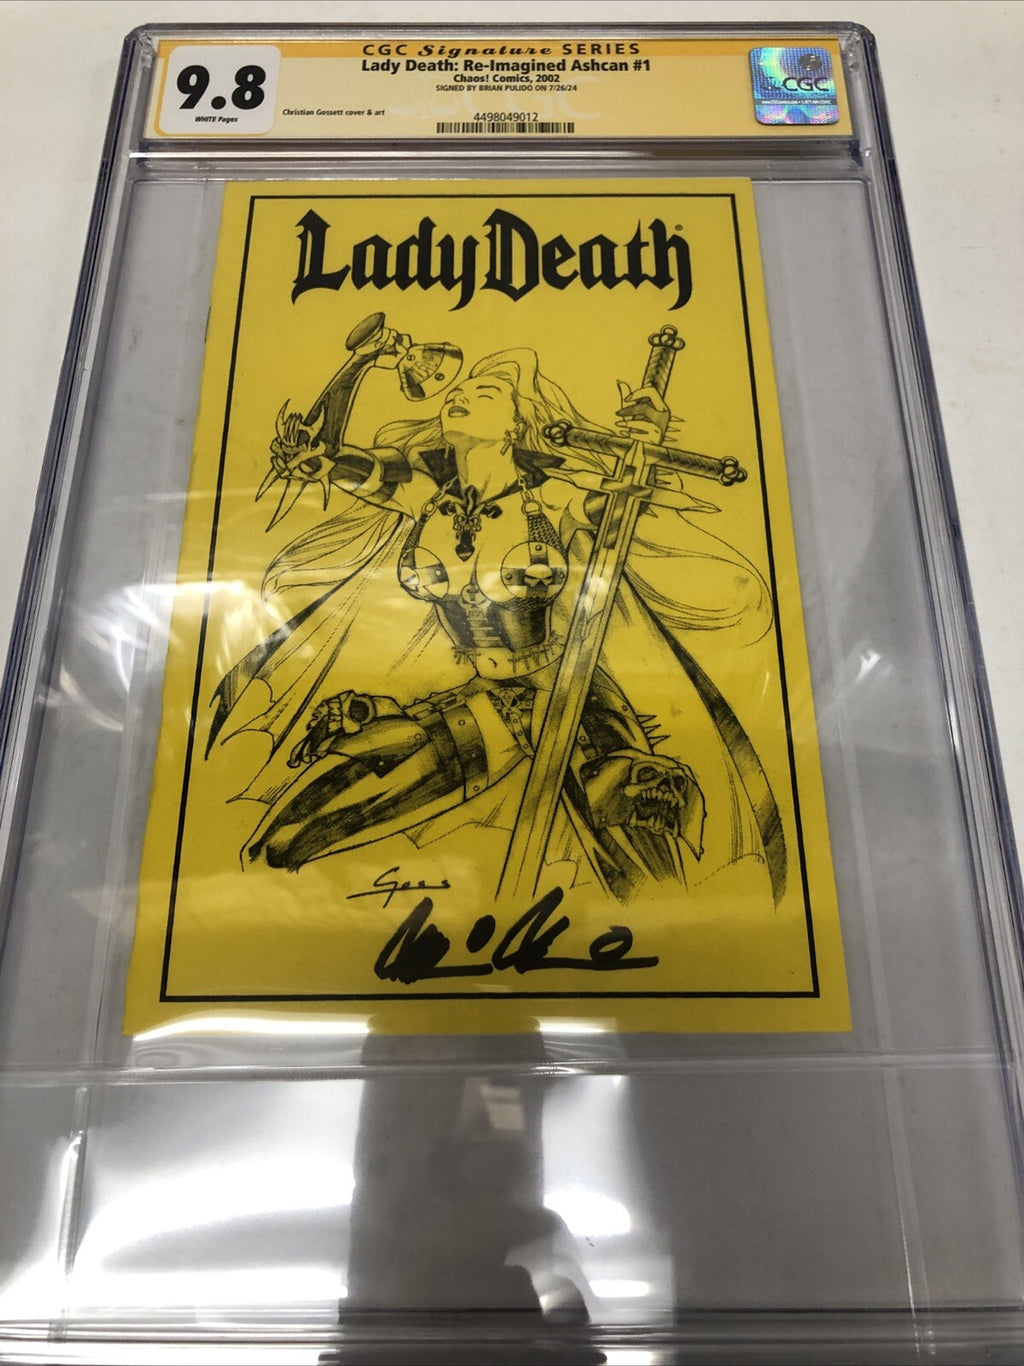 CGC Signature SERIES
9.8
WHITE Pages
Lady Death: Re-Imagined Ashcan #1
Chaos! Comics, 2002
SIGNED BY BRIAN PULIDO ON 7/26/24
Christian Gossett cover & art
4498049012
CGC
Lady Death
Goss